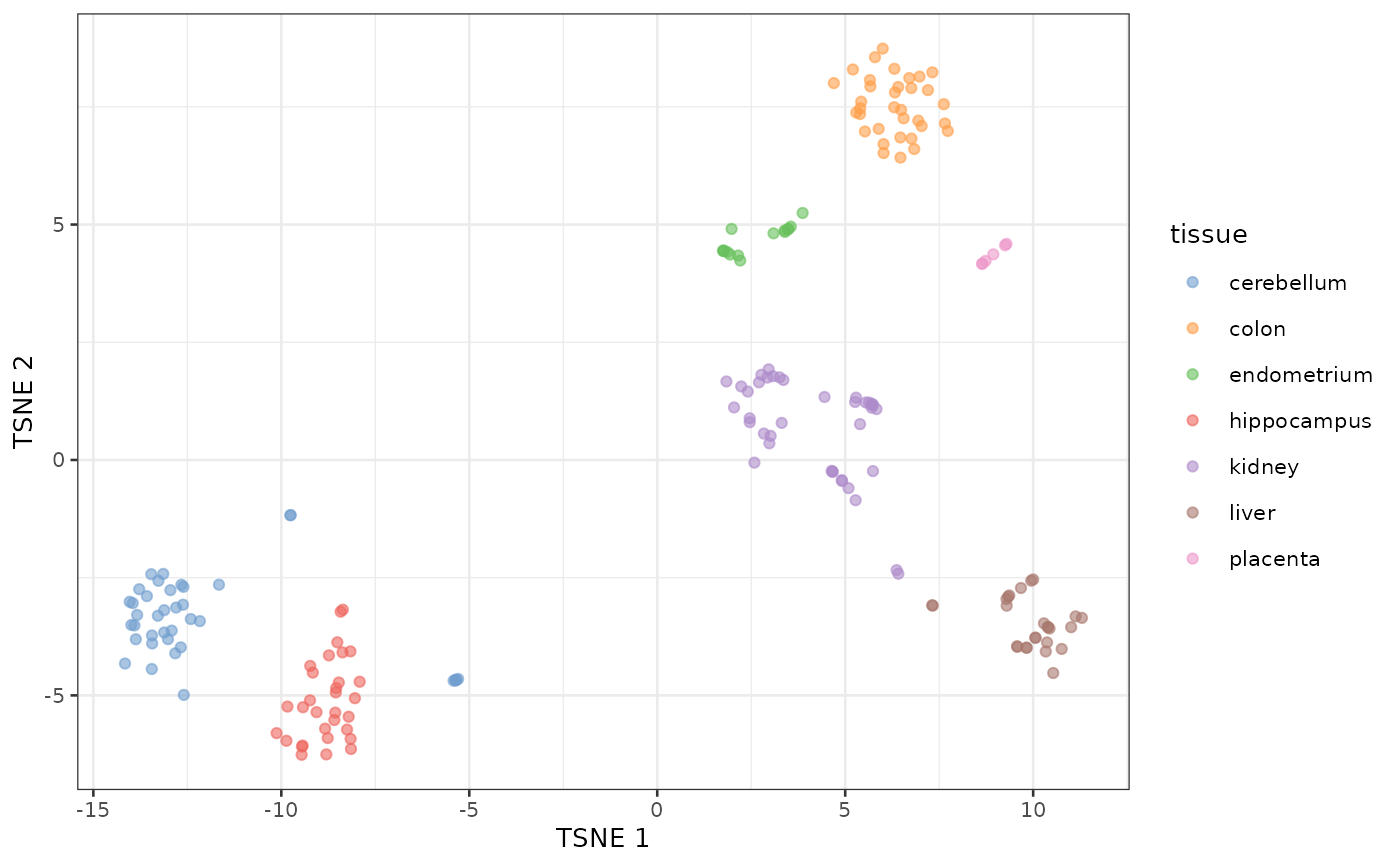 TSNE 2
5
0
-5
-15
-10
-5
0
5
10
TSNE 1
tissue
cerebellum
colon
endometrium
hippocampus
kidney
liver
placenta